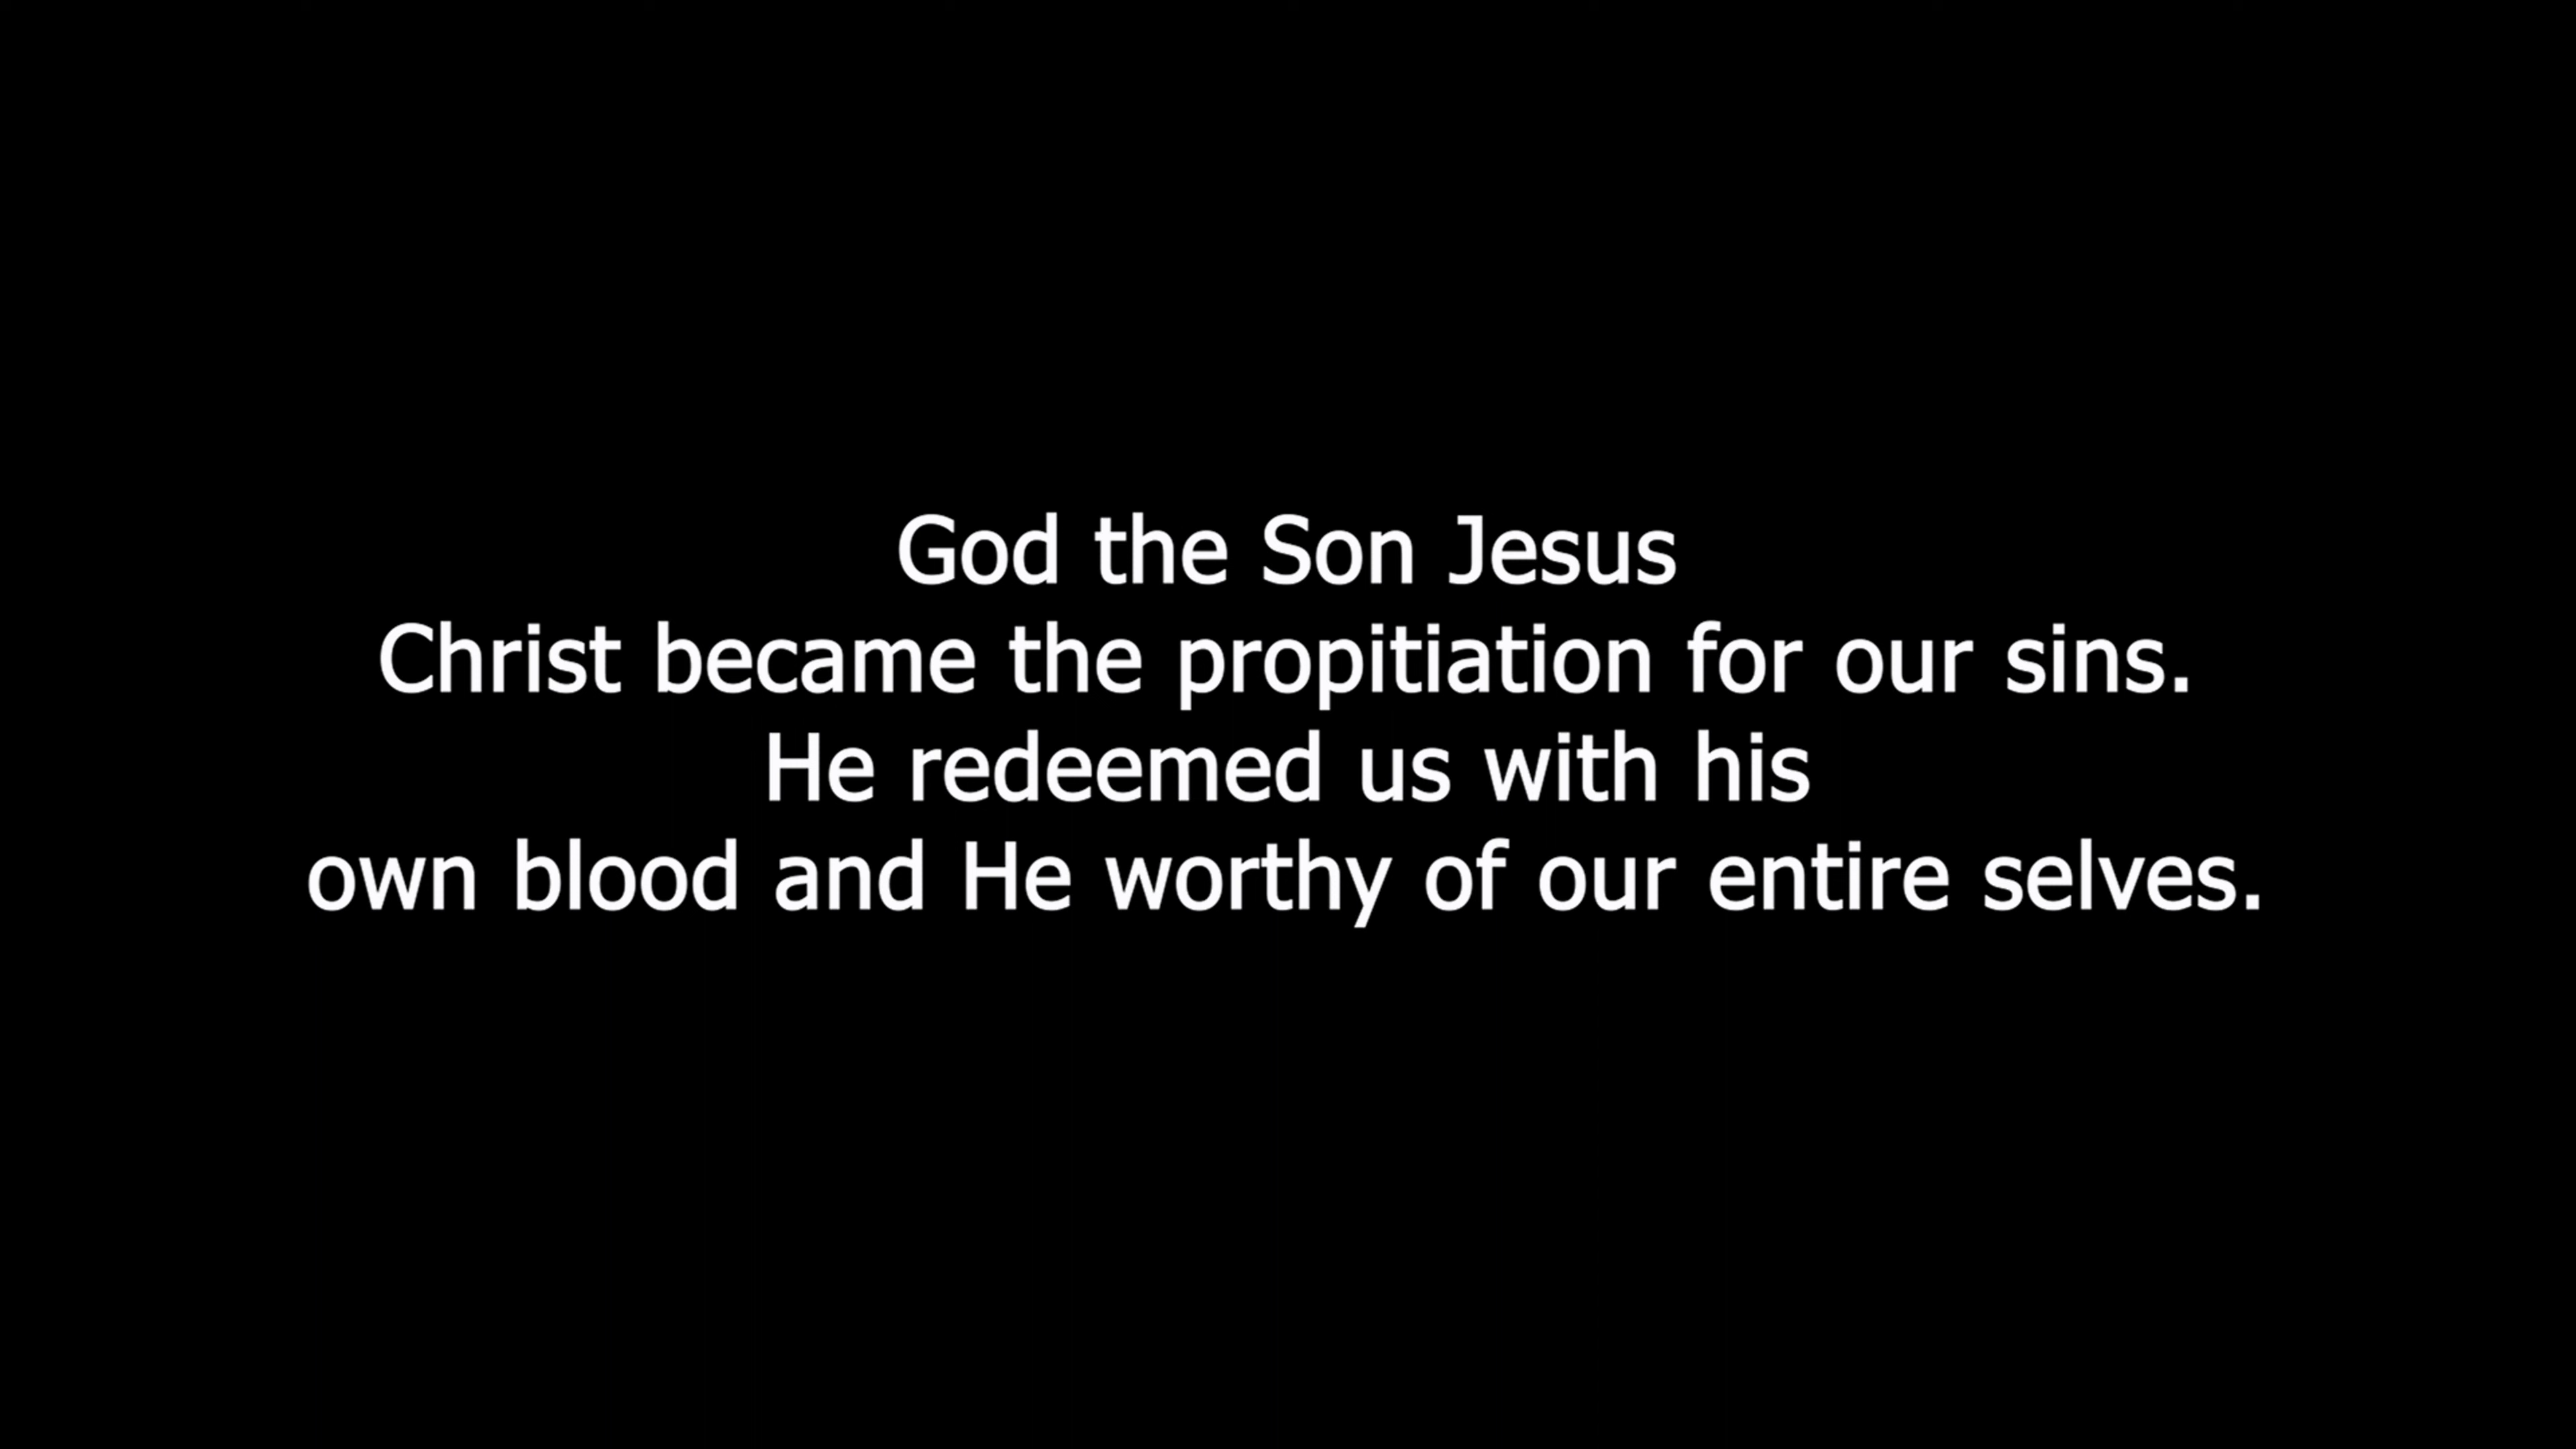 God the Son Jesus
Christ became the propitiation for our sins.
He redeemed us with his
own blood and He worthy of our entire selves.